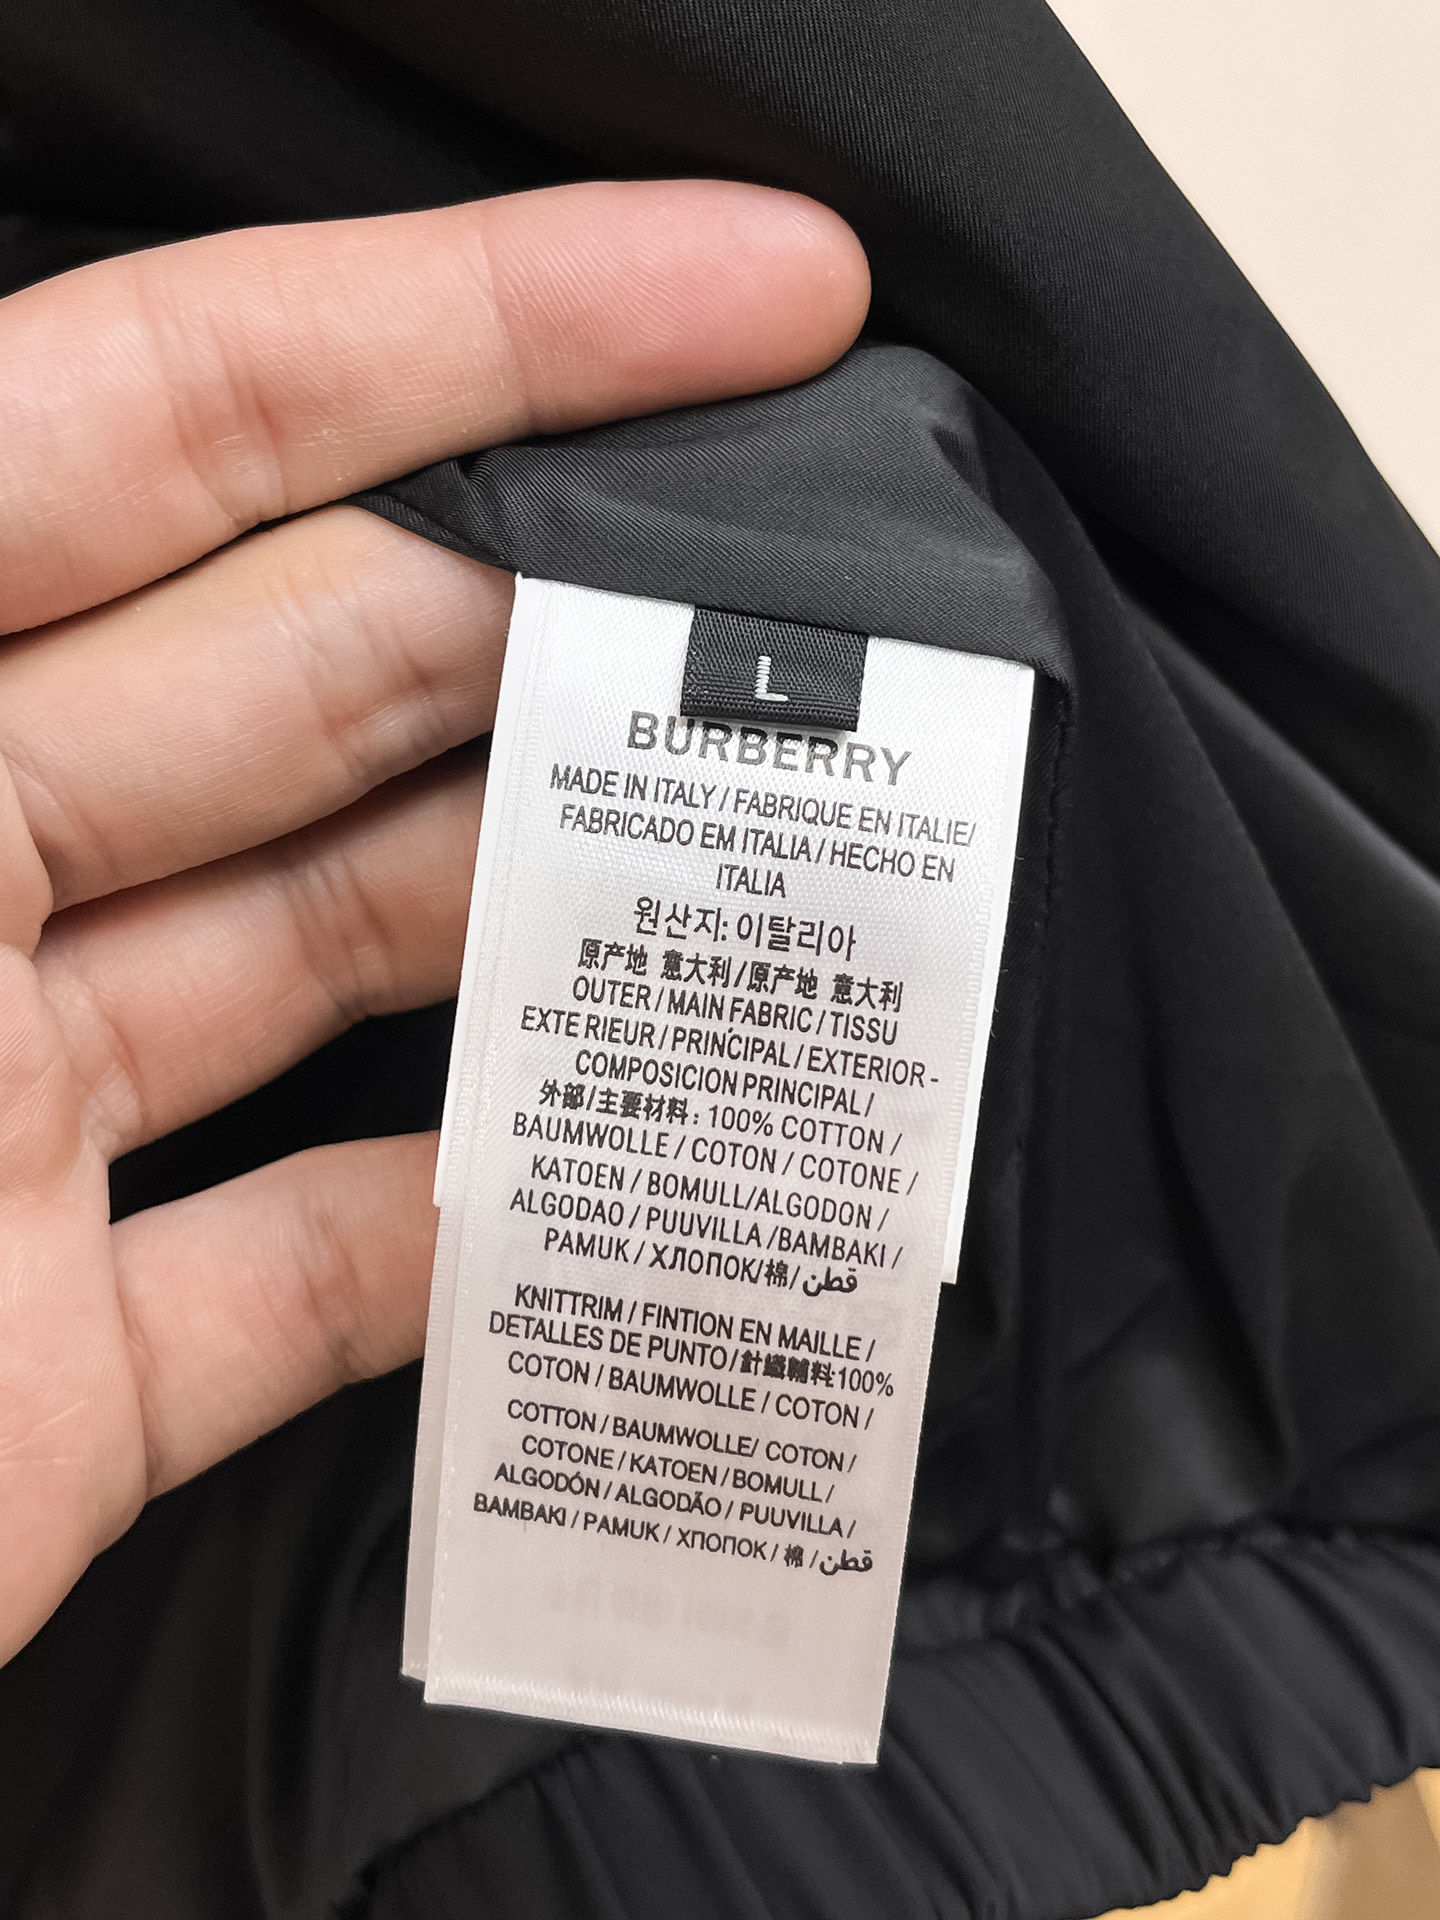 L
BURBERRY
MADE IN ITALY / FABRIQUE EN ITALIE/
FABRICADO EM ITALIA / HECHO EN
ITALIA
원산지: 이탈리아
原产地 意大利/原产地 意大利
OUTER / MAIN FABRIC / TISSU
EXTE RIEUR / PRINCIPAL / EXTERIOR-
COMPOSICION PRINCIPAL /
外部/主要材料: 100% COTTON /
BAUMWOLLE / COTON / COTONE /
KATOEN / BOMULL/ALGODON /
ALGODAO / PUUVILLA /BAMBAKI /
PAMUK / ХЛОПОК/棉/ قطن
KNITTRIM / FINTION EN MAILLE /
DETALLES DE PUNTO/針織輔料:100%
COTON / BAUMWOLLE / COTON /
COTTON / BAUMWOLLE/ COTON /
COTONE / KATOEN / BOMULL /
ALGODÓN / ALGODÃO / PUUVILLA /
BAMBAKI / PAMUK / ХПОПОК / 棉 / قطن